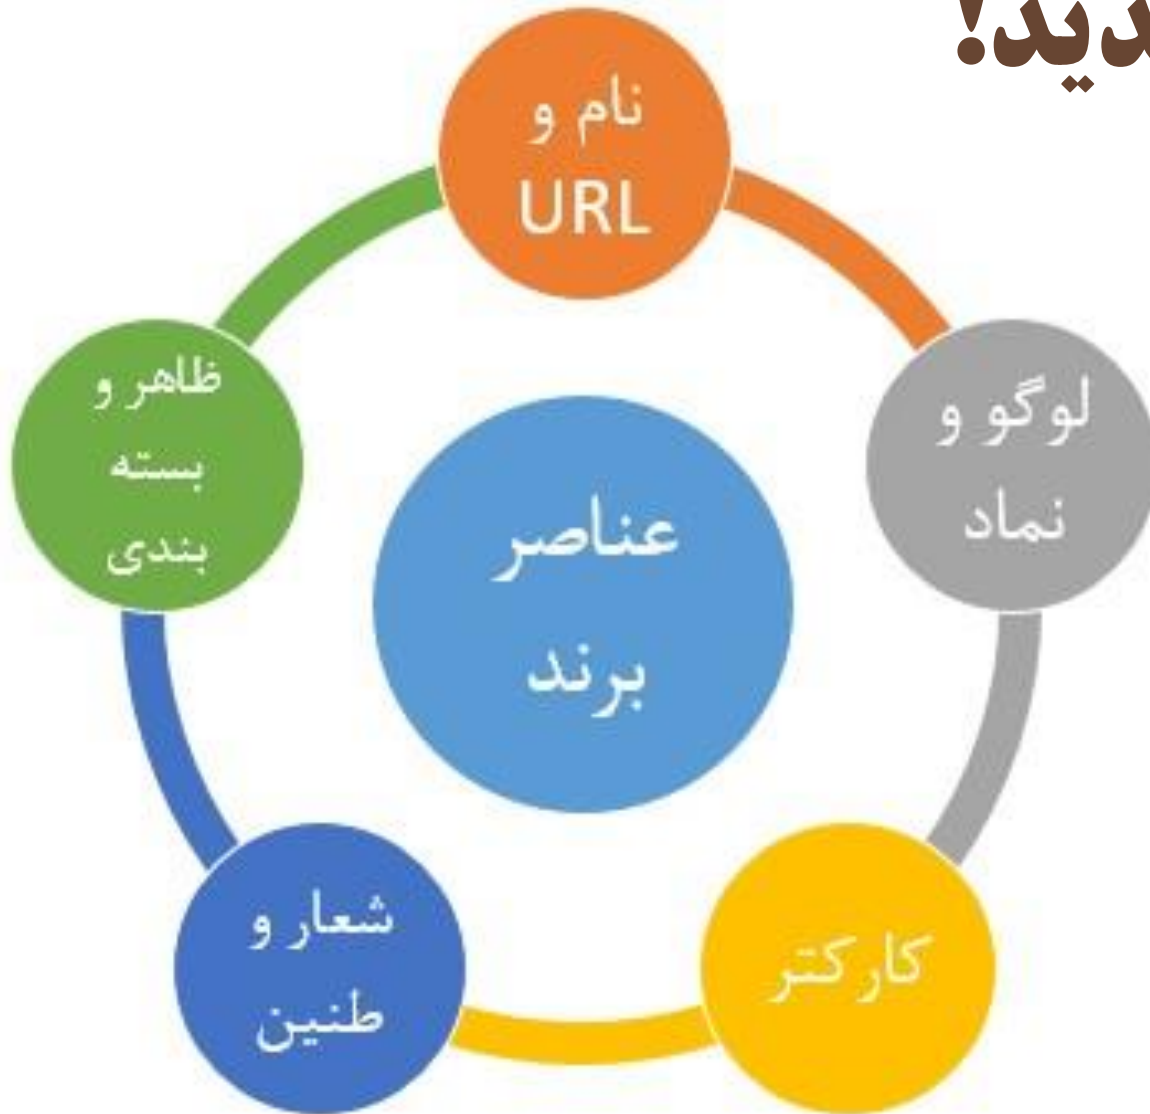 نام و
URL
لوگو و
نماد
کارکتر
شعار و
طنین
ظاهر و
بسته
بندی
عناصر
برند